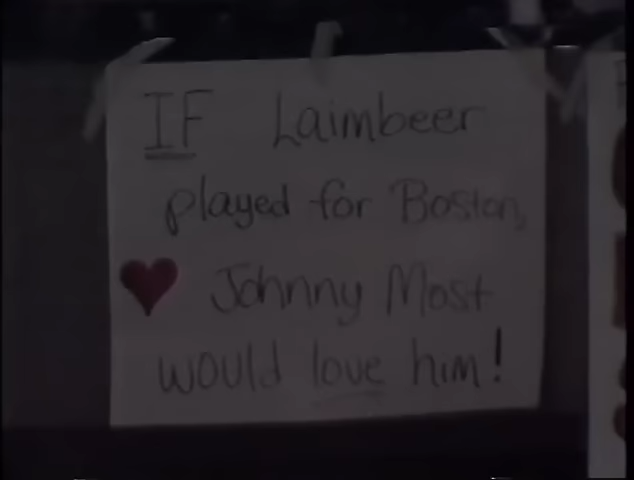 IF Laimbeer
played for Boston,
Johnny Most
would love him!